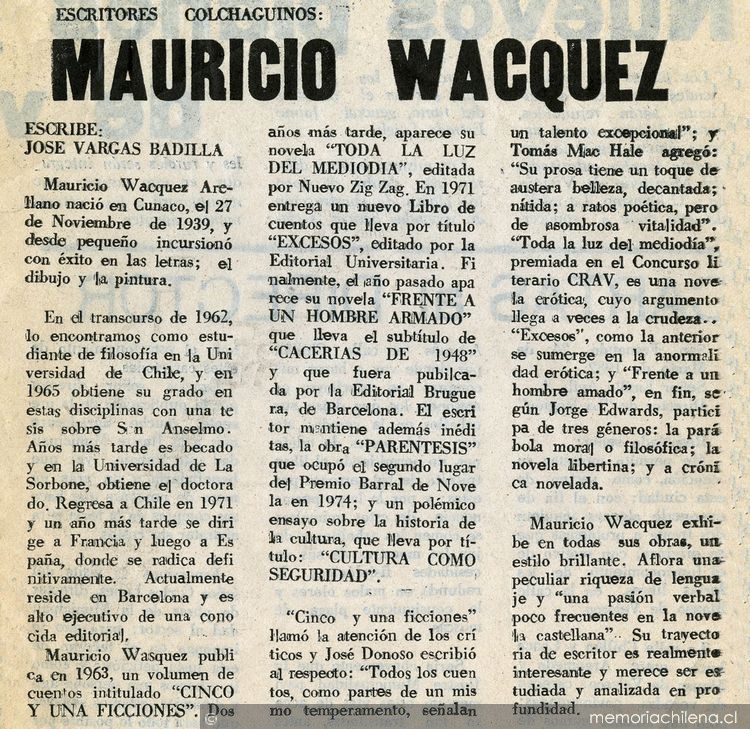 ESCRITORES COLCHAGUINOS:
MAURICIO WACQUEZ
ESCRIBE:
JOSE VARGAS BADILLA
Mauricio Wacquez Are-
llano nació en Cunaco, el 27
de Noviembre de 1939, y
desde pequeño incursionó
con éxito en las letras; el
dibujo y la pintura.
En el transcurso de 1962,
lo encontramos como estu-
diante de filosofía en la Uni
versidad de Chile, y en
1965 obtiene su grado en
estas disciplinas con una te
sis sobre San Anselmo.
Años más tarde es becado
y en la Universidad de La
Sorbone, obtiene el doctora
do. Regresa a Chile en 1971
y un año más tarde se diri
ge a Francia y luego a Es
paña, donde se radica defi
nitivamente. Actualmente
reside en Barcelona y es
alto ejecutivo de una cono
cida editorial.
Mauricio Wasquez publi
ca en 1963, un volumen de
cuentos intitulado "CINCO
Y UNA FICCIONES". Dos
años más tarde, aparece su
novela "TODA LA LUZ
DEL MEDIODIA", editada
por Nuevo Zig Zag. En 1971
entrega un nuevo Libro de
cuentos que lleva por título
"EXCESOS", editado por la
Editorial Universitaria. Fi
nalmente, el año pasado apa
rece su novela "FRENTE A
UN HOMBRE ARMADO"
que lleva el subtítulo de
"CACERIAS DE 1948"
y que fuera publica-
da por la Editorial Brugue
ra, de Barcelona. El escri
tor mantiene además inédi
tas, la obra "PARENTESIS"
que ocupó el segundo lugar
del Premio Barral de Nove
la en 1974; y un polémico
ensayo sobre la historia de
la cultura, que lleva por tí-
tulo: "CULTURA COMO
SEGURIDAD".
"Cinco y una ficciones"
llamó la atención de los crí
ticos y José Donoso escribió
al respecto: "Todos los cuen
tos, como partes de un mis
mo temperamento, señalan
un talento excepcional"; y
Tomás Mac Hale agregó:
"Su prosa tiene un toque de
austera belleza, decantada;
nítida; a ratos poética, pero
de asombrosa vitalidad".
"Toda la luz del mediodía",
premiada en el Concurso li
terario CRAV, es una nove
la erótica, cuyo argumento
llega a veces a la crudeza..
"Excesos", como la anterior
se sumerge en la anormali
dad erótica; y "Frente a un
hombre amado", en fin, se
gún Jorge Edwards, partici
pa de tres géneros: la pará
bola moral o filosófica; la
novela libertina; y a cróni
ca novelada.
Mauricio Wacquez exhi-
be en todas sus obras, un
estilo brillante. Aflora una
peculiar riqueza de lengua
je y "una pasión verbal
poco frecuentes en la nove
la castellana". Su trayecto
ria de escritor es realmente
interesante y merece ser es
tudiada y analizada en pro
fundidad.
© memoriachilena.cl